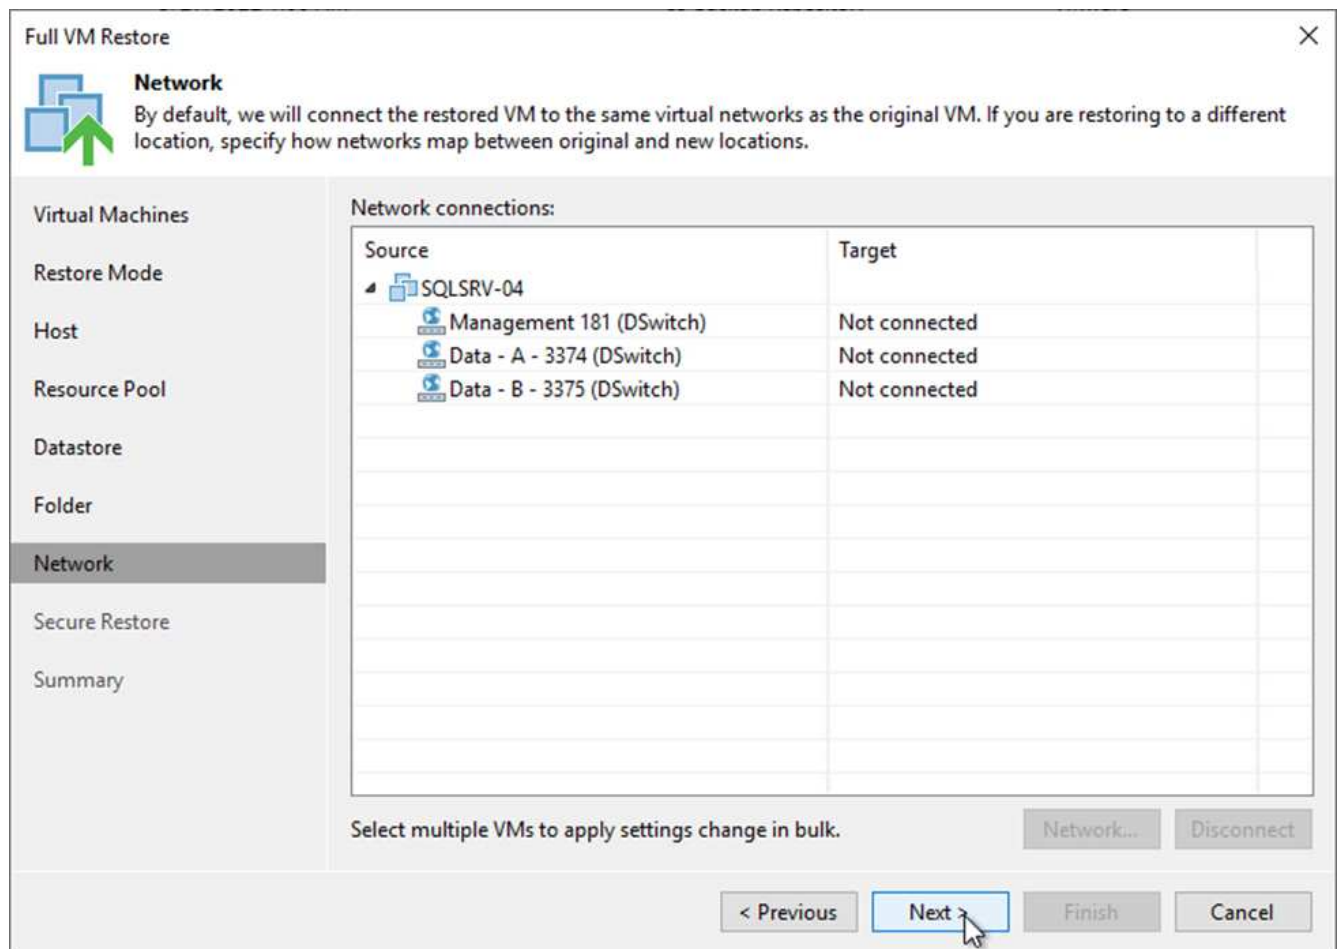 Full VM Restore
Network
By default, we will connect the restored VM to the same virtual networks as the original VM. If you are restoring to a different
location, specify how networks map between original and new locations.
Virtual Machines
Restore Mode
Host
Resource Pool
Datastore
Folder
Network
Secure Restore
Summary
Network connections:
Source Target
SQLSRV-04
Management 181 (DSwitch) Not connected
Data - A - 3374 (DSwitch) Not connected
Data - B - 3375 (DSwitch) Not connected
Select multiple VMs to apply settings change in bulk.
Network... Disconnect
< Previous Next > Finish Cancel